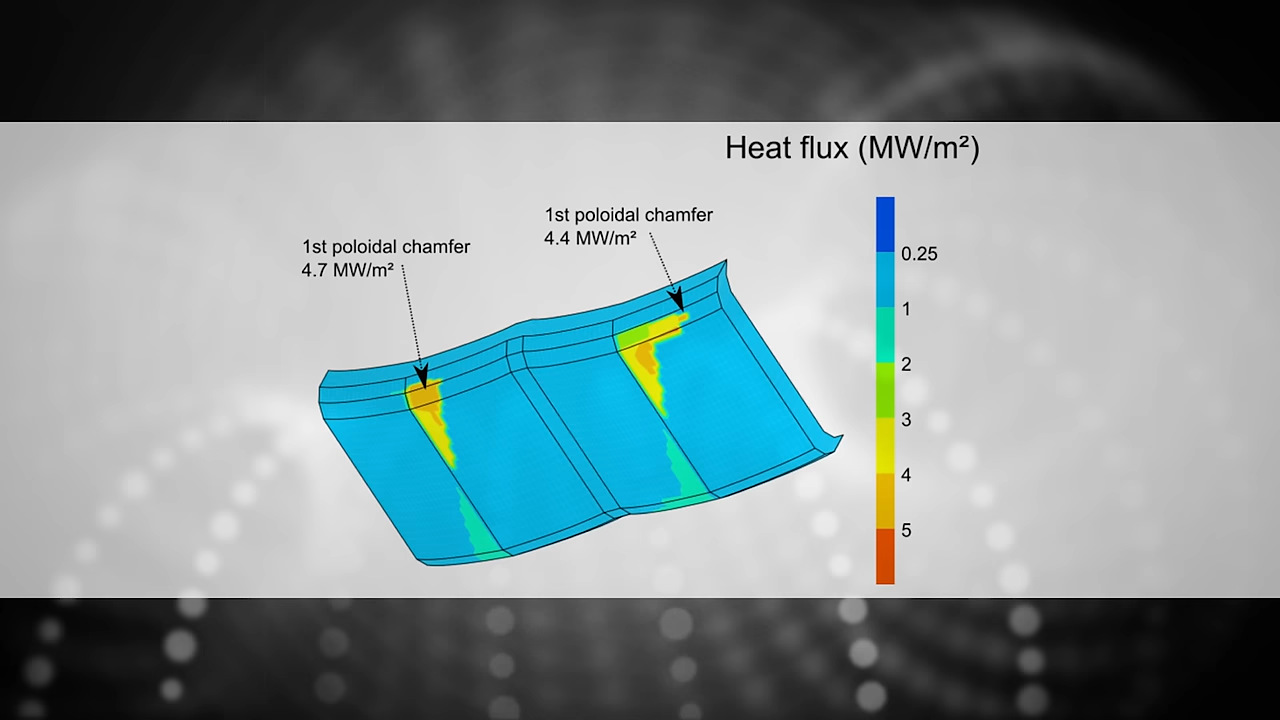 Heat flux (MW/m²)
1st poloidal chamfer
4.4 MW/m²
1st poloidal chamfer
4.7 MW/m²
0.25
1
2
3
4
5